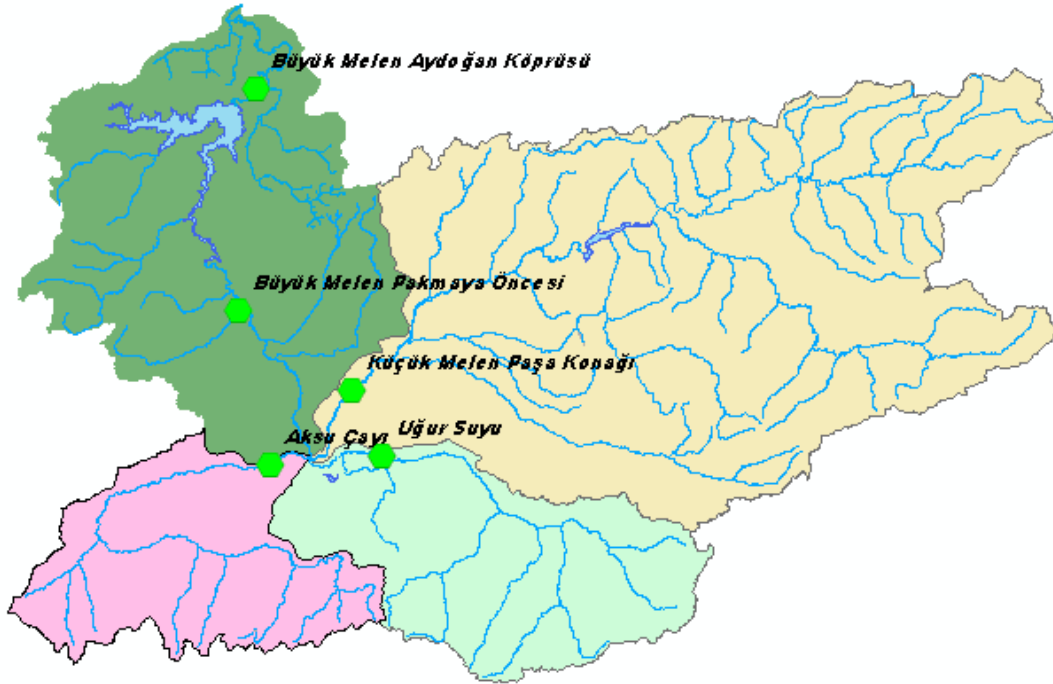 Büyük Melen Aydoğan Köprüsü
Büyük Melen Pakmaya Öncesi
Küçük Melen Paşa Konağı
Aksu Çayı
Uğur Suyu